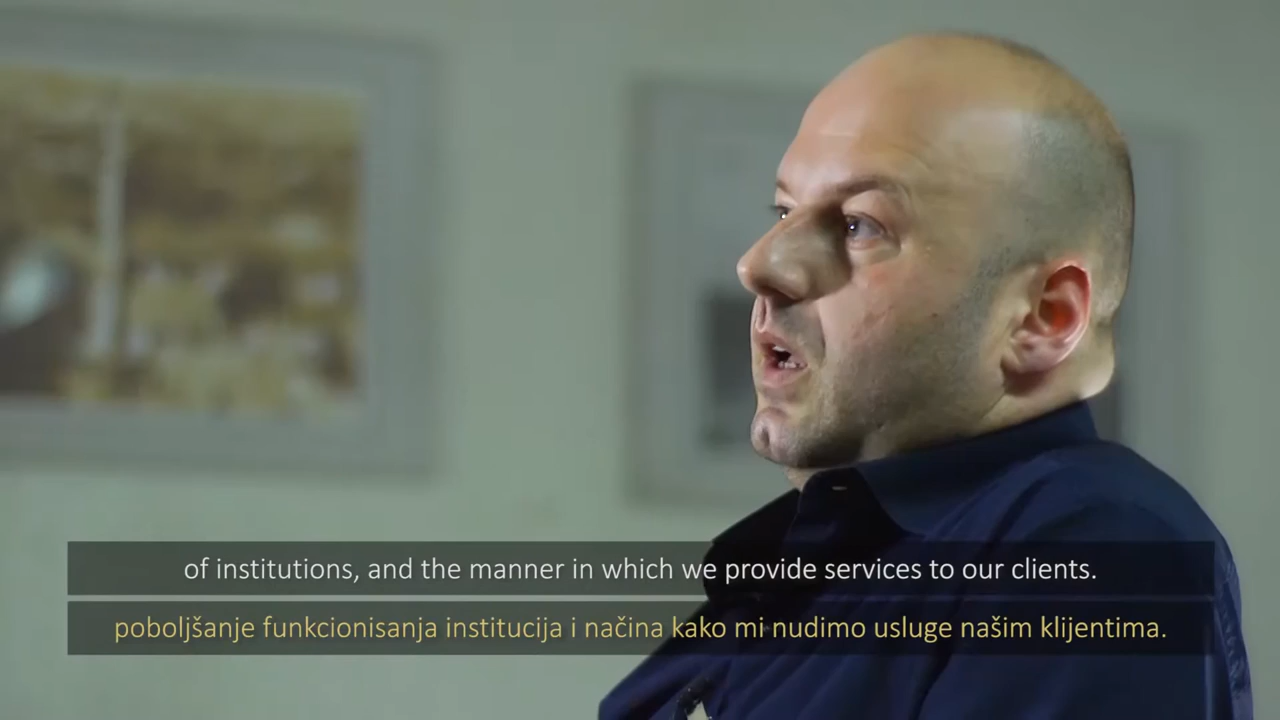 of institutions, and the manner in which we provide services to our clients.
poboljšanje funkcionisanja institucija i načina kako mi nudimo usluge našim klijentima.